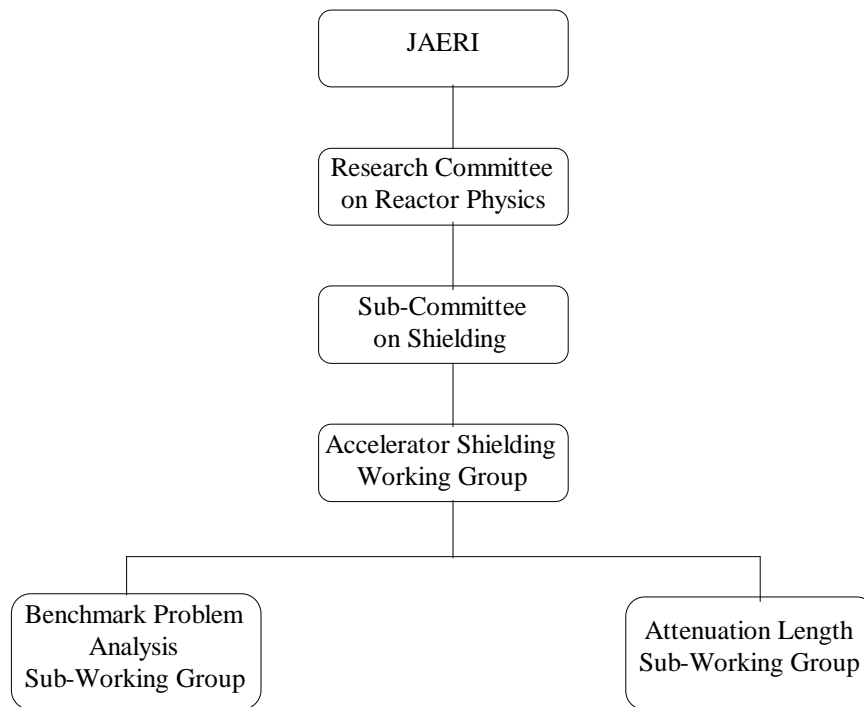 JAERI
Research Committee
on Reactor Physics
Sub-Committee
on Shielding
Accelerator Shielding
Working Group
Benchmark Problem
Analysis
Sub-Working Group
Attenuation Length
Sub-Working Group